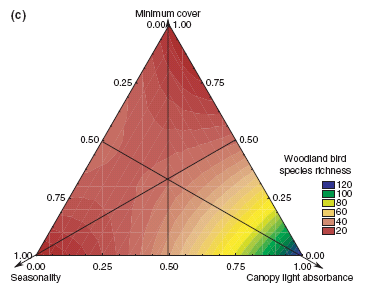 (c)
Minimum cover
0.00 1.00
0.25 0.75
0.50 0.50
Woodland bird
species richness
120
100
80
60
40
20
0.75 0.25
1.00 0.00
0.00 0.25 0.50 0.75 1.00
Seasonality Canopy light absorbance